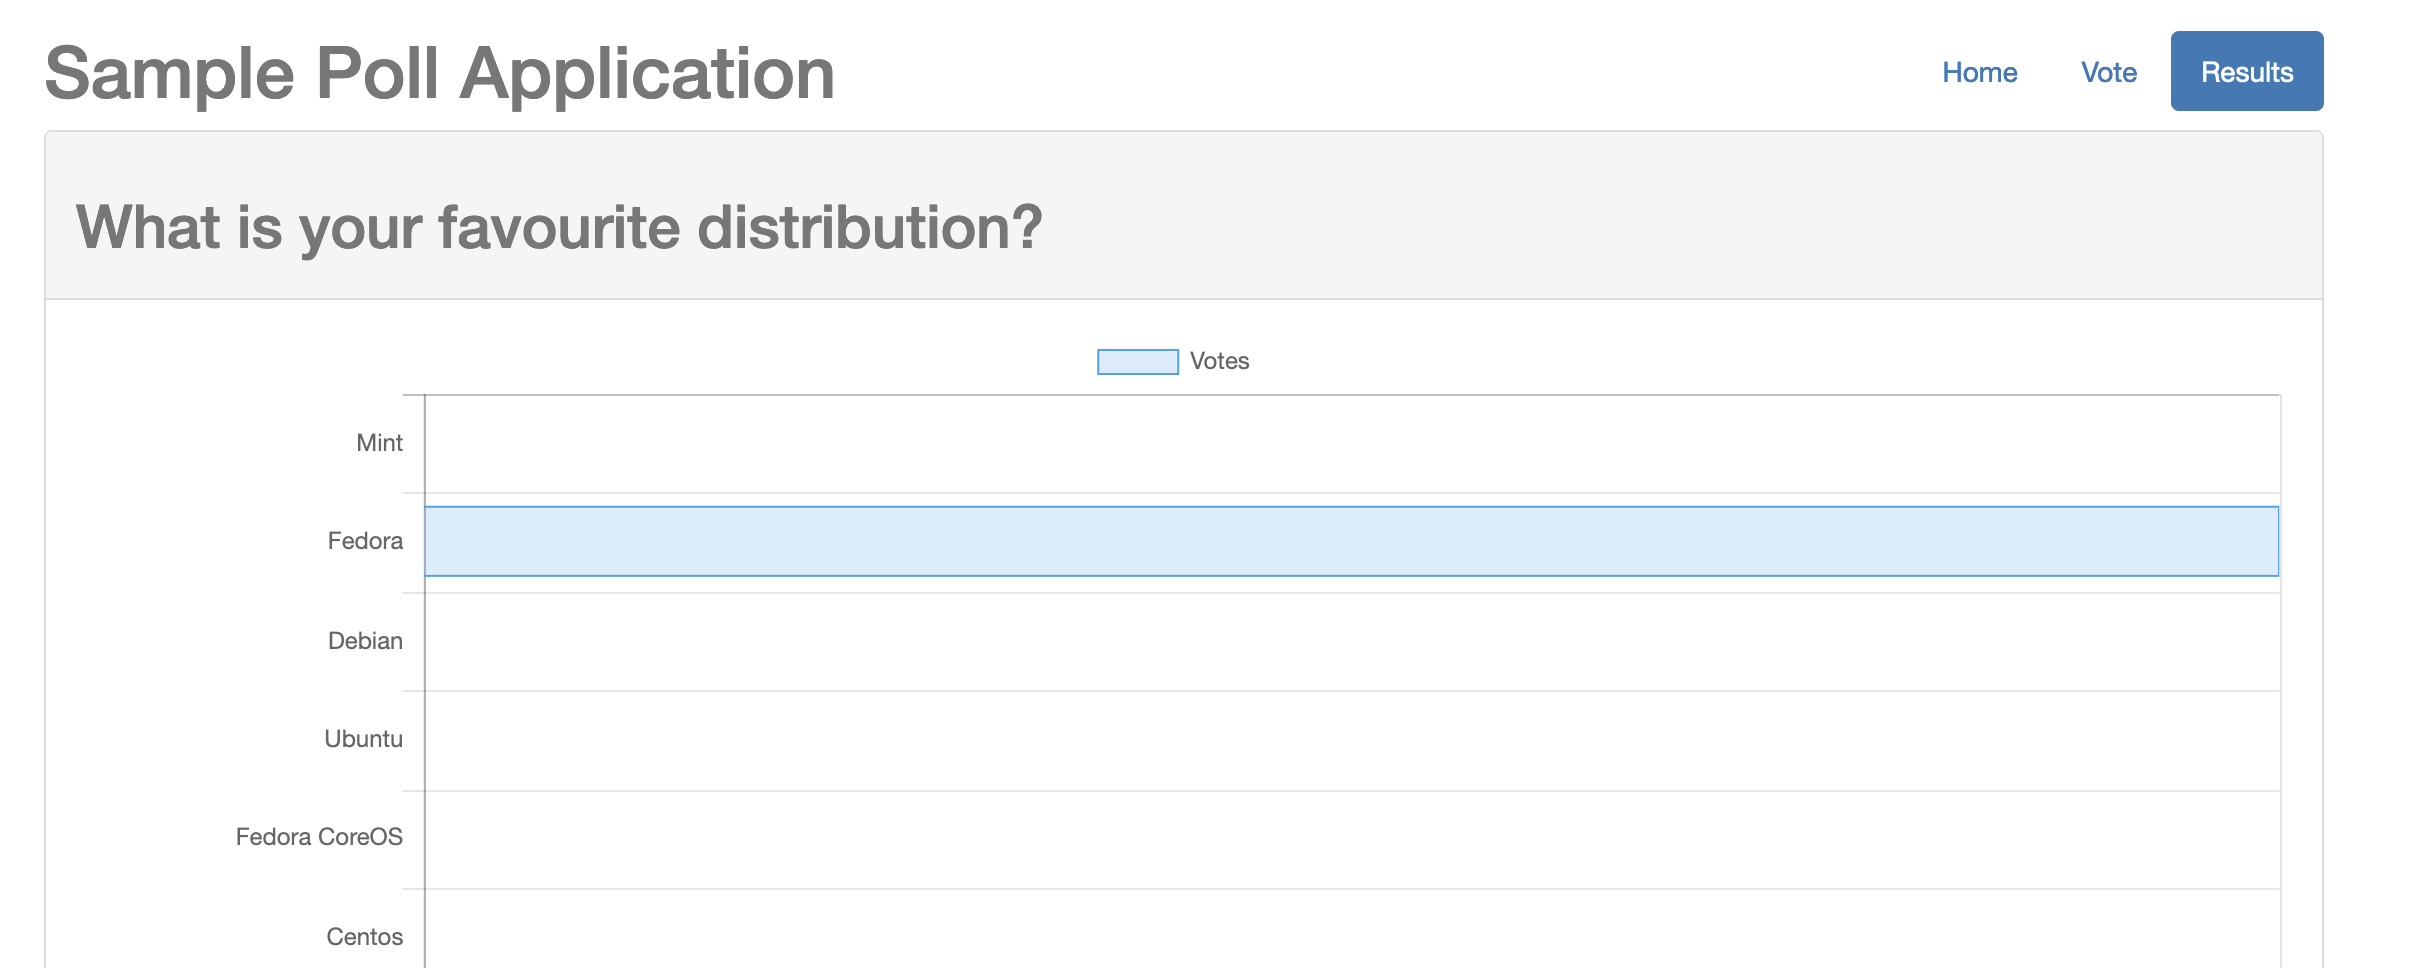 Sample Poll Application
Home
Vote
Results
What is your favourite distribution?
Votes
Mint
Fedora
Debian
Ubuntu
Fedora CoreOS
Centos